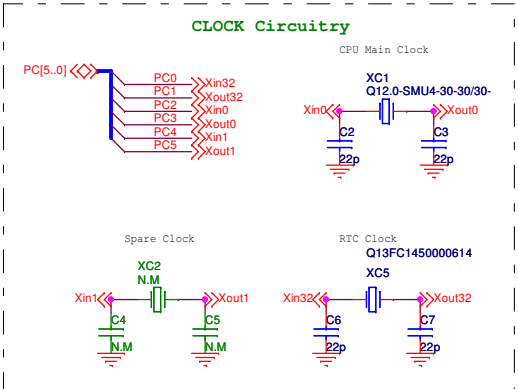 CLOCK Circuitry
CPU Main Clock
PC[5..0]
PC0 Xin32
PC1 Xout32
PC2 Xin0
PC3 Xout0
PC4 Xin1
PC5 Xout1
XC1
Q12.0-SMU4-30-30/30-
Xin0 Xout0
C2 C3
22p 22p
Spare Clock
XC2
N.M
Xin1 Xout1
C4 C5
N.M N.M
RTC Clock
Q13FC1450000614
XC5
Xin32 Xout32
C6 C7
22p 22p